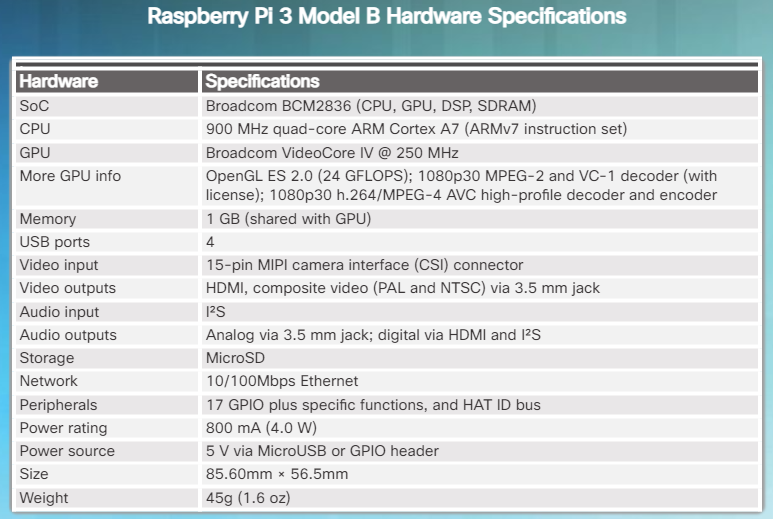 Raspberry Pi 3 Model B Hardware Specifications
Hardware Specifications
SoC Broadcom BCM2836 (CPU, GPU, DSP, SDRAM)
CPU 900 MHz quad-core ARM Cortex A7 (ARMv7 instruction set)
GPU Broadcom VideoCore IV @ 250 MHz
More GPU info OpenGL ES 2.0 (24 GFLOPS); 1080p30 MPEG-2 and VC-1 decoder (with
license); 1080p30 h.264/MPEG-4 AVC high-profile decoder and encoder
Memory 1 GB (shared with GPU)
USB ports 4
Video input 15-pin MIPI camera interface (CSI) connector
Video outputs HDMI, composite video (PAL and NTSC) via 3.5 mm jack
Audio input I²S
Audio outputs Analog via 3.5 mm jack; digital via HDMI and I²S
Storage MicroSD
Network 10/100Mbps Ethernet
Peripherals 17 GPIO plus specific functions, and HAT ID bus
Power rating 800 mA (4.0 W)
Power source 5 V via MicroUSB or GPIO header
Size 85.60mm × 56.5mm
Weight 45g (1.6 oz)